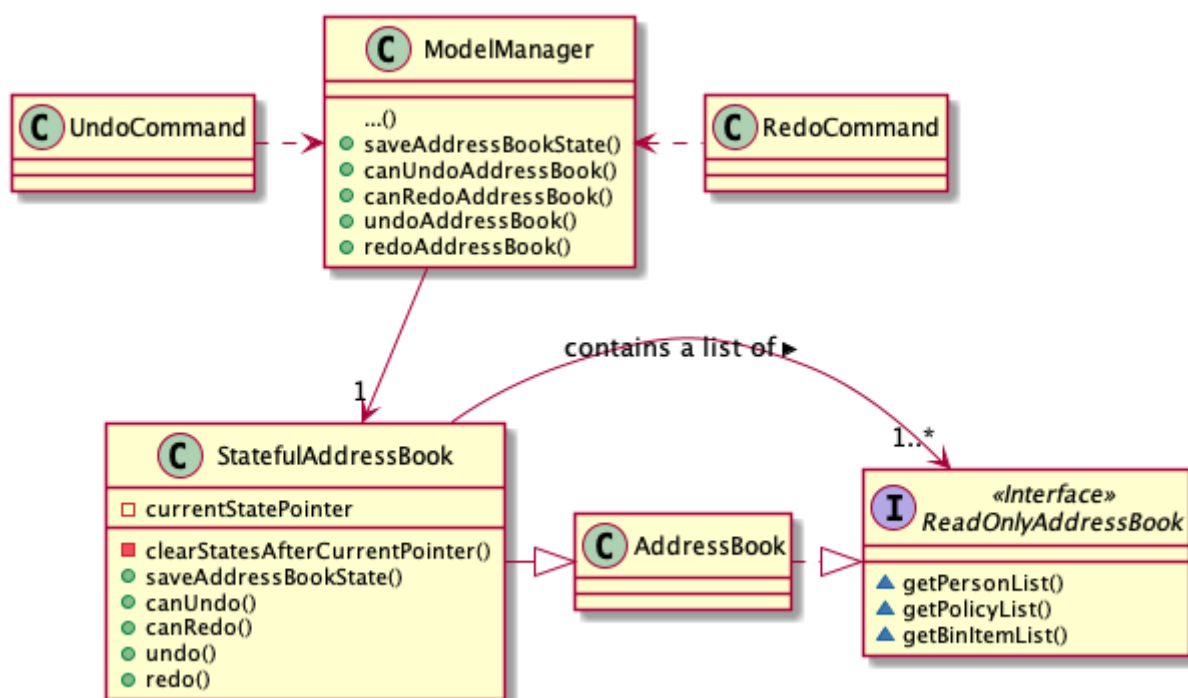 C ModelManager
...()
saveAddressBookState()
canUndoAddressBook()
canRedoAddressBook()
undoAddressBook()
redoAddressBook()
C UndoCommand
C RedoCommand
contains a list of ▶
1
1..*
C StatefulAddressBook
currentStatePointer
clearStatesAfterCurrentPointer()
saveAddressBookState()
canUndo()
canRedo()
undo()
redo()
C AddressBook
I «Interface»
ReadOnlyAddressBook
getPersonList()
getPolicyList()
getBinItemList()